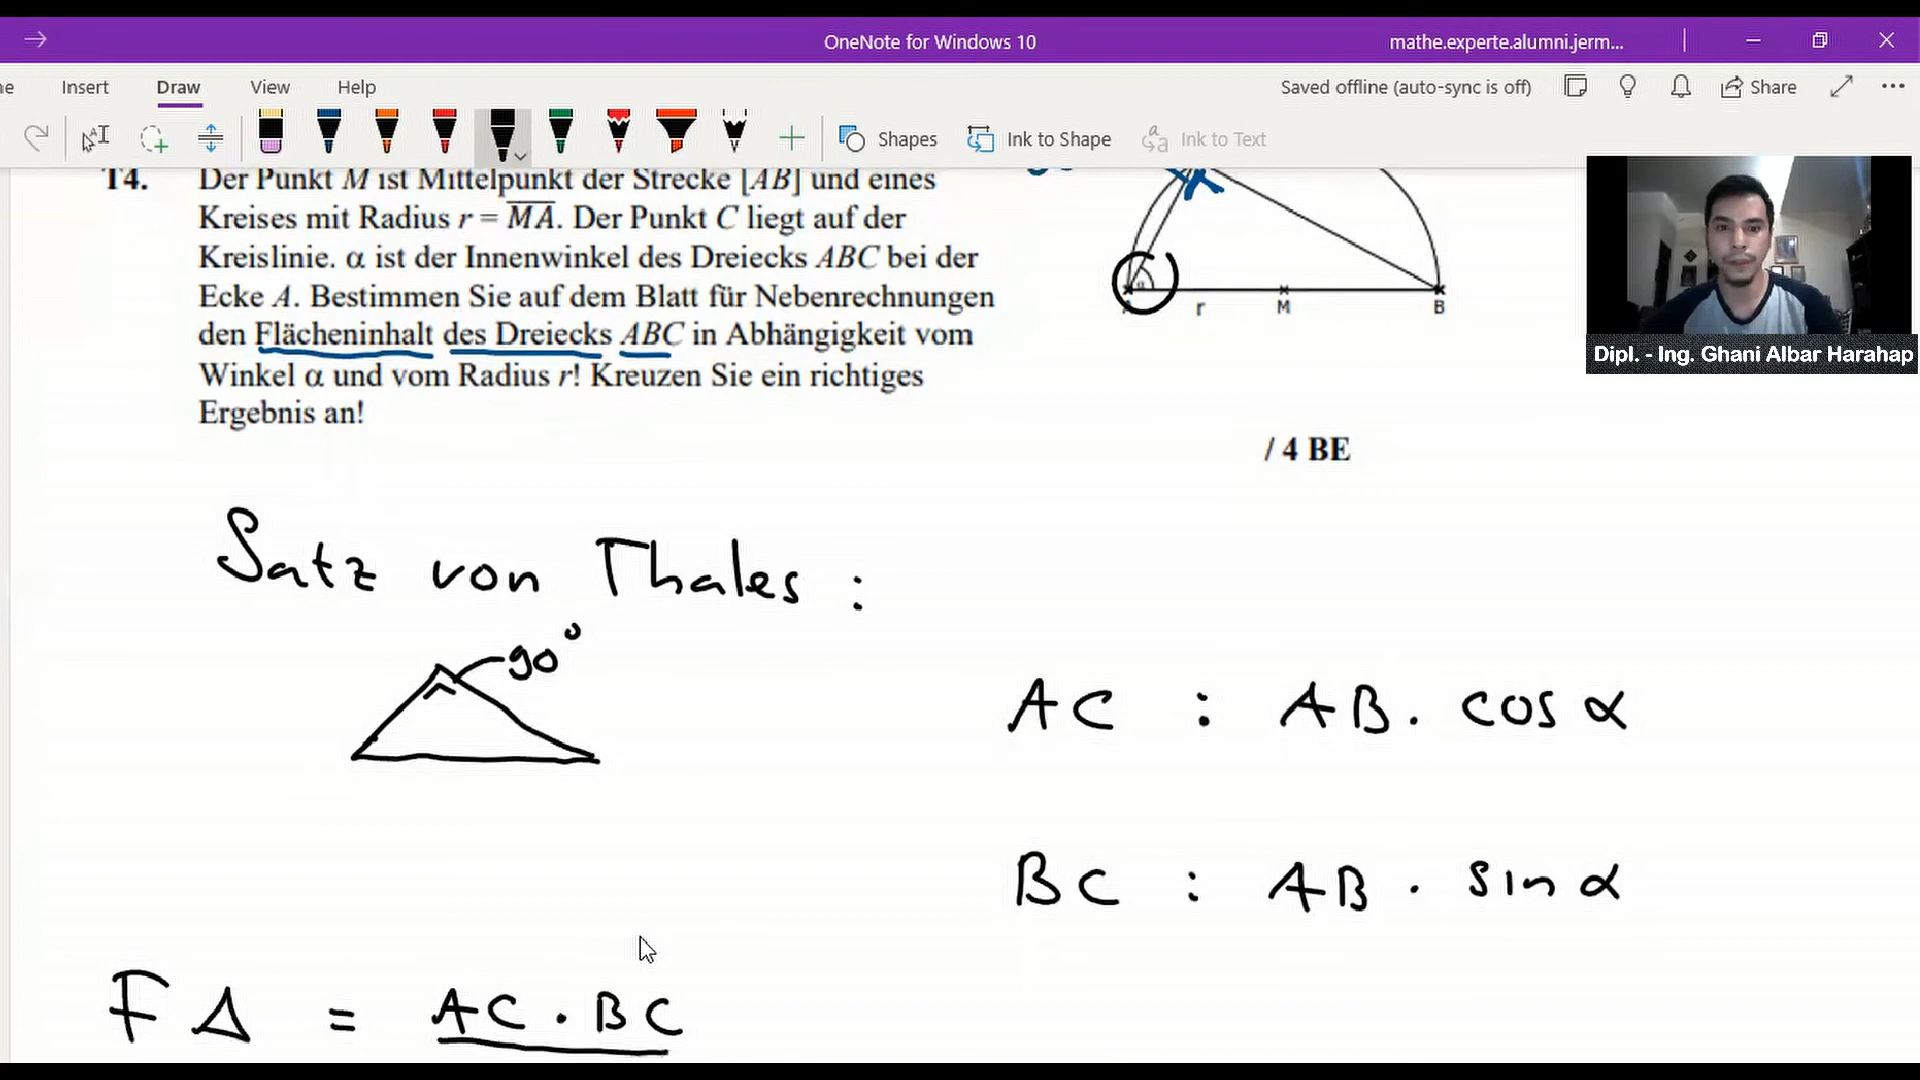 OneNote for Windows 10
mathe.experte.alumni.jerm...
Insert Draw View Help
Saved offline (auto-sync is off)
Share
Shapes
Ink to Shape
Ink to Text
T4. Der Punkt M ist Mittelpunkt der Strecke [AB] und eines
Kreises mit Radius r = M̅A̅. Der Punkt C liegt auf der
Kreislinie. α ist der Innenwinkel des Dreiecks ABC bei der
Ecke A. Bestimmen Sie auf dem Blatt für Nebenrechnungen
den Flächeninhalt des Dreiecks ABC in Abhängigkeit vom
Winkel α und vom Radius r! Kreuzen Sie ein richtiges
Ergebnis an!
α
r M B
Dipl. - Ing. Ghani Albar Harahap
/ 4 BE
Satz von Thales :
90°
AC : AB · cos α
BC : AB · sin α
F Δ = AC · BC